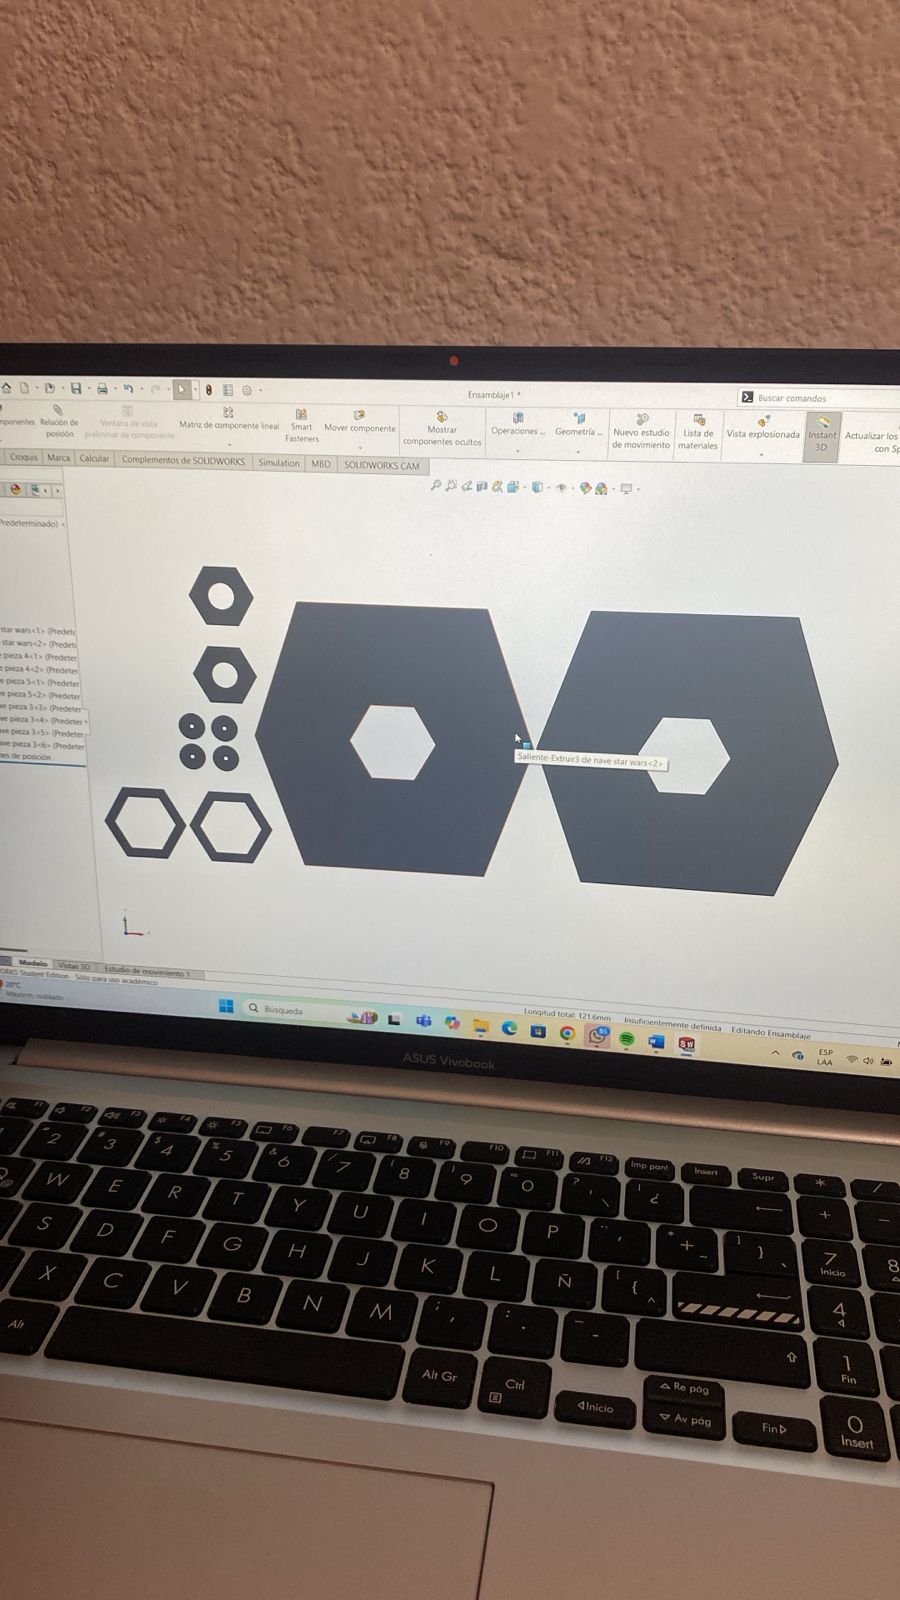 Ensamblaje1 *
Buscar comandos
Relación de posición
Ventana de vista preliminar de componente
Matriz de componente lineal
Smart Fasteners
Mover componente
Mostrar componentes ocultos
Operaciones ...
Geometría ...
Nuevo estudio de movimiento
Lista de materiales
Vista explosionada
Instant 3D
Actualizar los
con Sp
Croquis Marca Calcular Complementos de SOLIDWORKS Simulation MBD SOLIDWORKS CAM
Predeterminado) <
star wars<1> (Predet
star wars<2> (Predet
pieza 4<1> (Predeter
pieza 4<2> (Predeter
pieza 5<1> (Predeter
pieza 5<2> (Predeter
ve pieza 3<3> (Predeter
ve pieza 3<4> (Predeter
ve pieza 3<5> (Predeter
ve pieza 3<6> (Predeter
nes de posición
Saliente-Extruir3 de nave star wars<2>
Modelo Vistas 3D Estudio de movimiento 1
Student Edition - Sólo para uso académico
Longitud total: 121.6mm Insuficientemente definida Editando Ensamblaje
20°C
Mayorm. nublado
Búsqueda
85
SW
ESP
LAA
ASUS Vivobook
F1 F2 F3 F4 F5 F6 F7 F8 F9 F10 F11 F12 Imp pant Insert Supr * /
" 2 # 3 $ 4 % 5 & 6 / 7 ( 8 ) 9 = 0 ? ' \ ¡ ¿ + -
@ W E R T Y U I O P ¨ ´ * + ~ ] } ` 7 Inicio 8
S D F G H J K L Ñ [ { ^ 4
X C V B N M ; , : . _ - 1 Fin
Alt Alt Gr Ctrl Inicio Re pág Av pág Fin 0 Insert